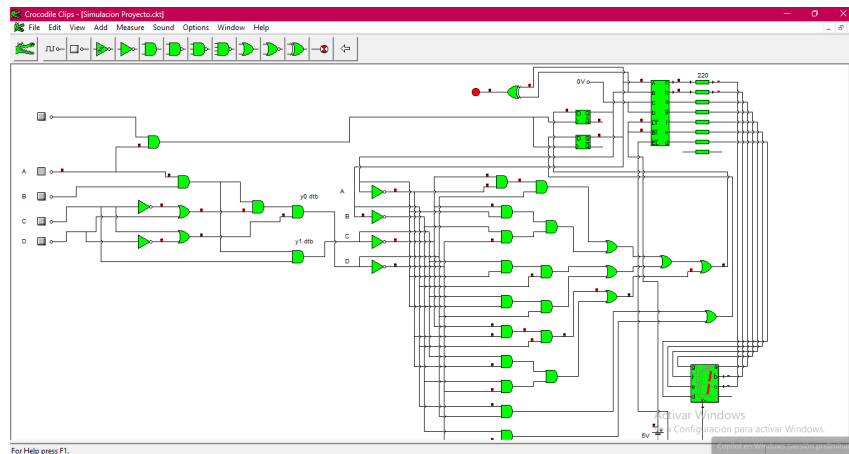 Crocodile Clips - [Simulacion Proyecto.ckt]
File Edit View Add Measure Sound Options Window Help
220
0V
A
B
C
D
y0 dtb
y1 dtb
A
B
C
D
5V
Activar Windows
Configuración para activar Windows.
For Help press F1.